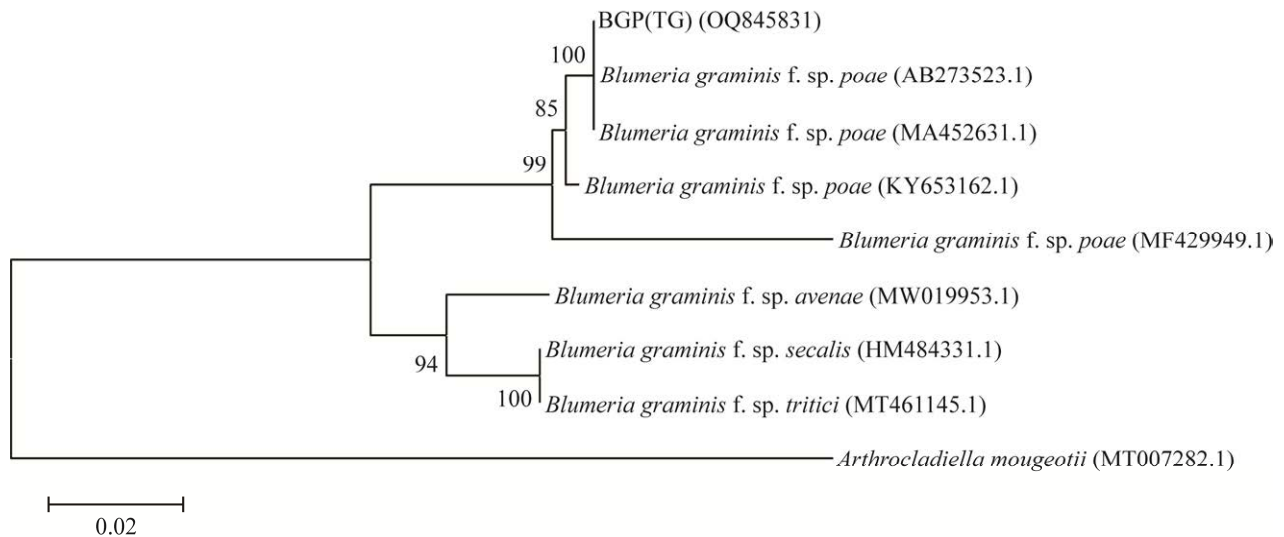 BGP(TG) (OQ845831)
100
Blumeria graminis f. sp. poae (AB273523.1)
85
Blumeria graminis f. sp. poae (MA452631.1)
99
Blumeria graminis f. sp. poae (KY653162.1)
Blumeria graminis f. sp. poae (MF429949.1)
Blumeria graminis f. sp. avenae (MW019953.1)
Blumeria graminis f. sp. secalis (HM484331.1)
94
100
Blumeria graminis f. sp. tritici (MT461145.1)
Arthrocladiella mougeotii (MT007282.1)
0.02